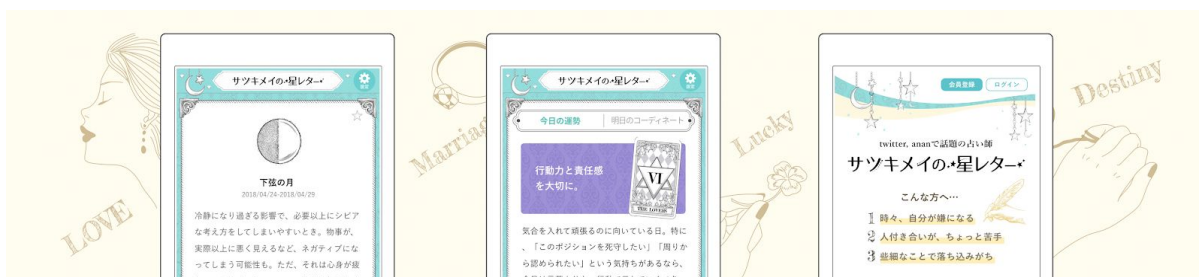 LOVE
サツキメイの星レター
設定
下弦の月
2018/04/24-2018/04/29
冷静になり過ぎる影響で、必要以上にシビア
な考え方をしてしまいやすいとき。物事が、
実際以上に悪く見えるなど、ネガティブにな
ってしまう可能性も。ただ、それは心身が疲
Marriage
サツキメイの星レター
設定
今日の運勢
明日のコーディネート
行動力と責任感
を大切に。
VI
THE LOVERS
気合を入れて頑張るのに向いている日。特に
、「このポジションを死守したい」「周りか
ら認められたい」という気持ちがあるなら、
Lucky
会員登録
ログイン
twitter, ananで話題の占い師
サツキメイの星レター
こんな方へ…
1 時々、自分が嫌になる
2 人付き合いが、ちょっと苦手
3 些細なことで落ち込みがち
Destiny